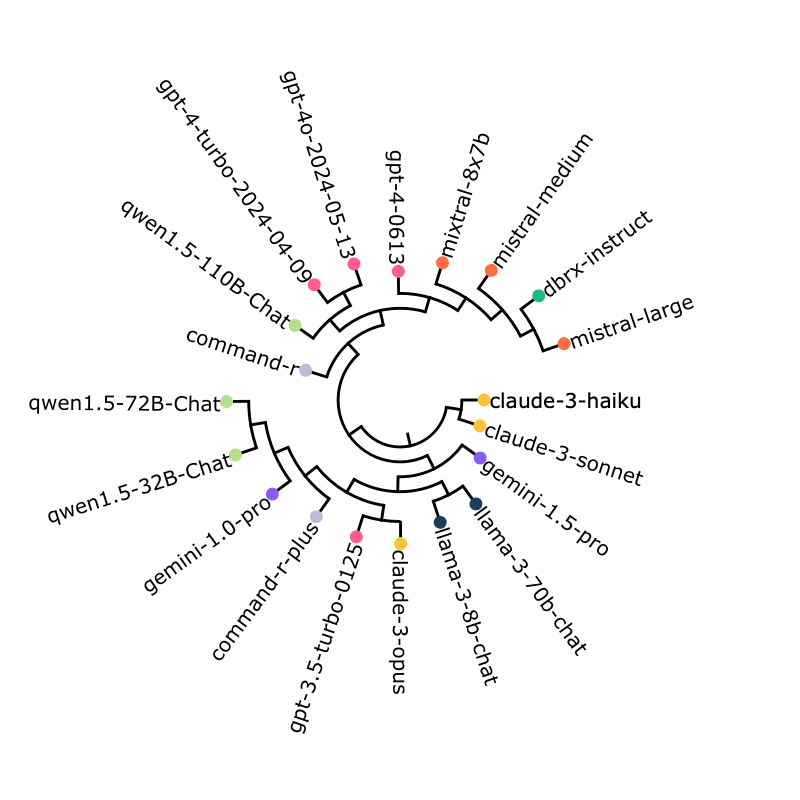 gpt-4o-2024-05-13
gpt-4-turbo-2024-04-09
gpt-4-0613
mixtral-8x7b
mistral-medium
dbrx-instruct
mistral-large
qwen1.5-110B-Chat
command-r
qwen1.5-72B-Chat
claude-3-haiku
claude-3-sonnet
qwen1.5-32B-Chat
gemini-1.5-pro
gemini-1.0-pro
llama-3-70b-chat
command-r-plus
llama-3-8b-chat
gpt-3.5-turbo-0125
claude-3-opus